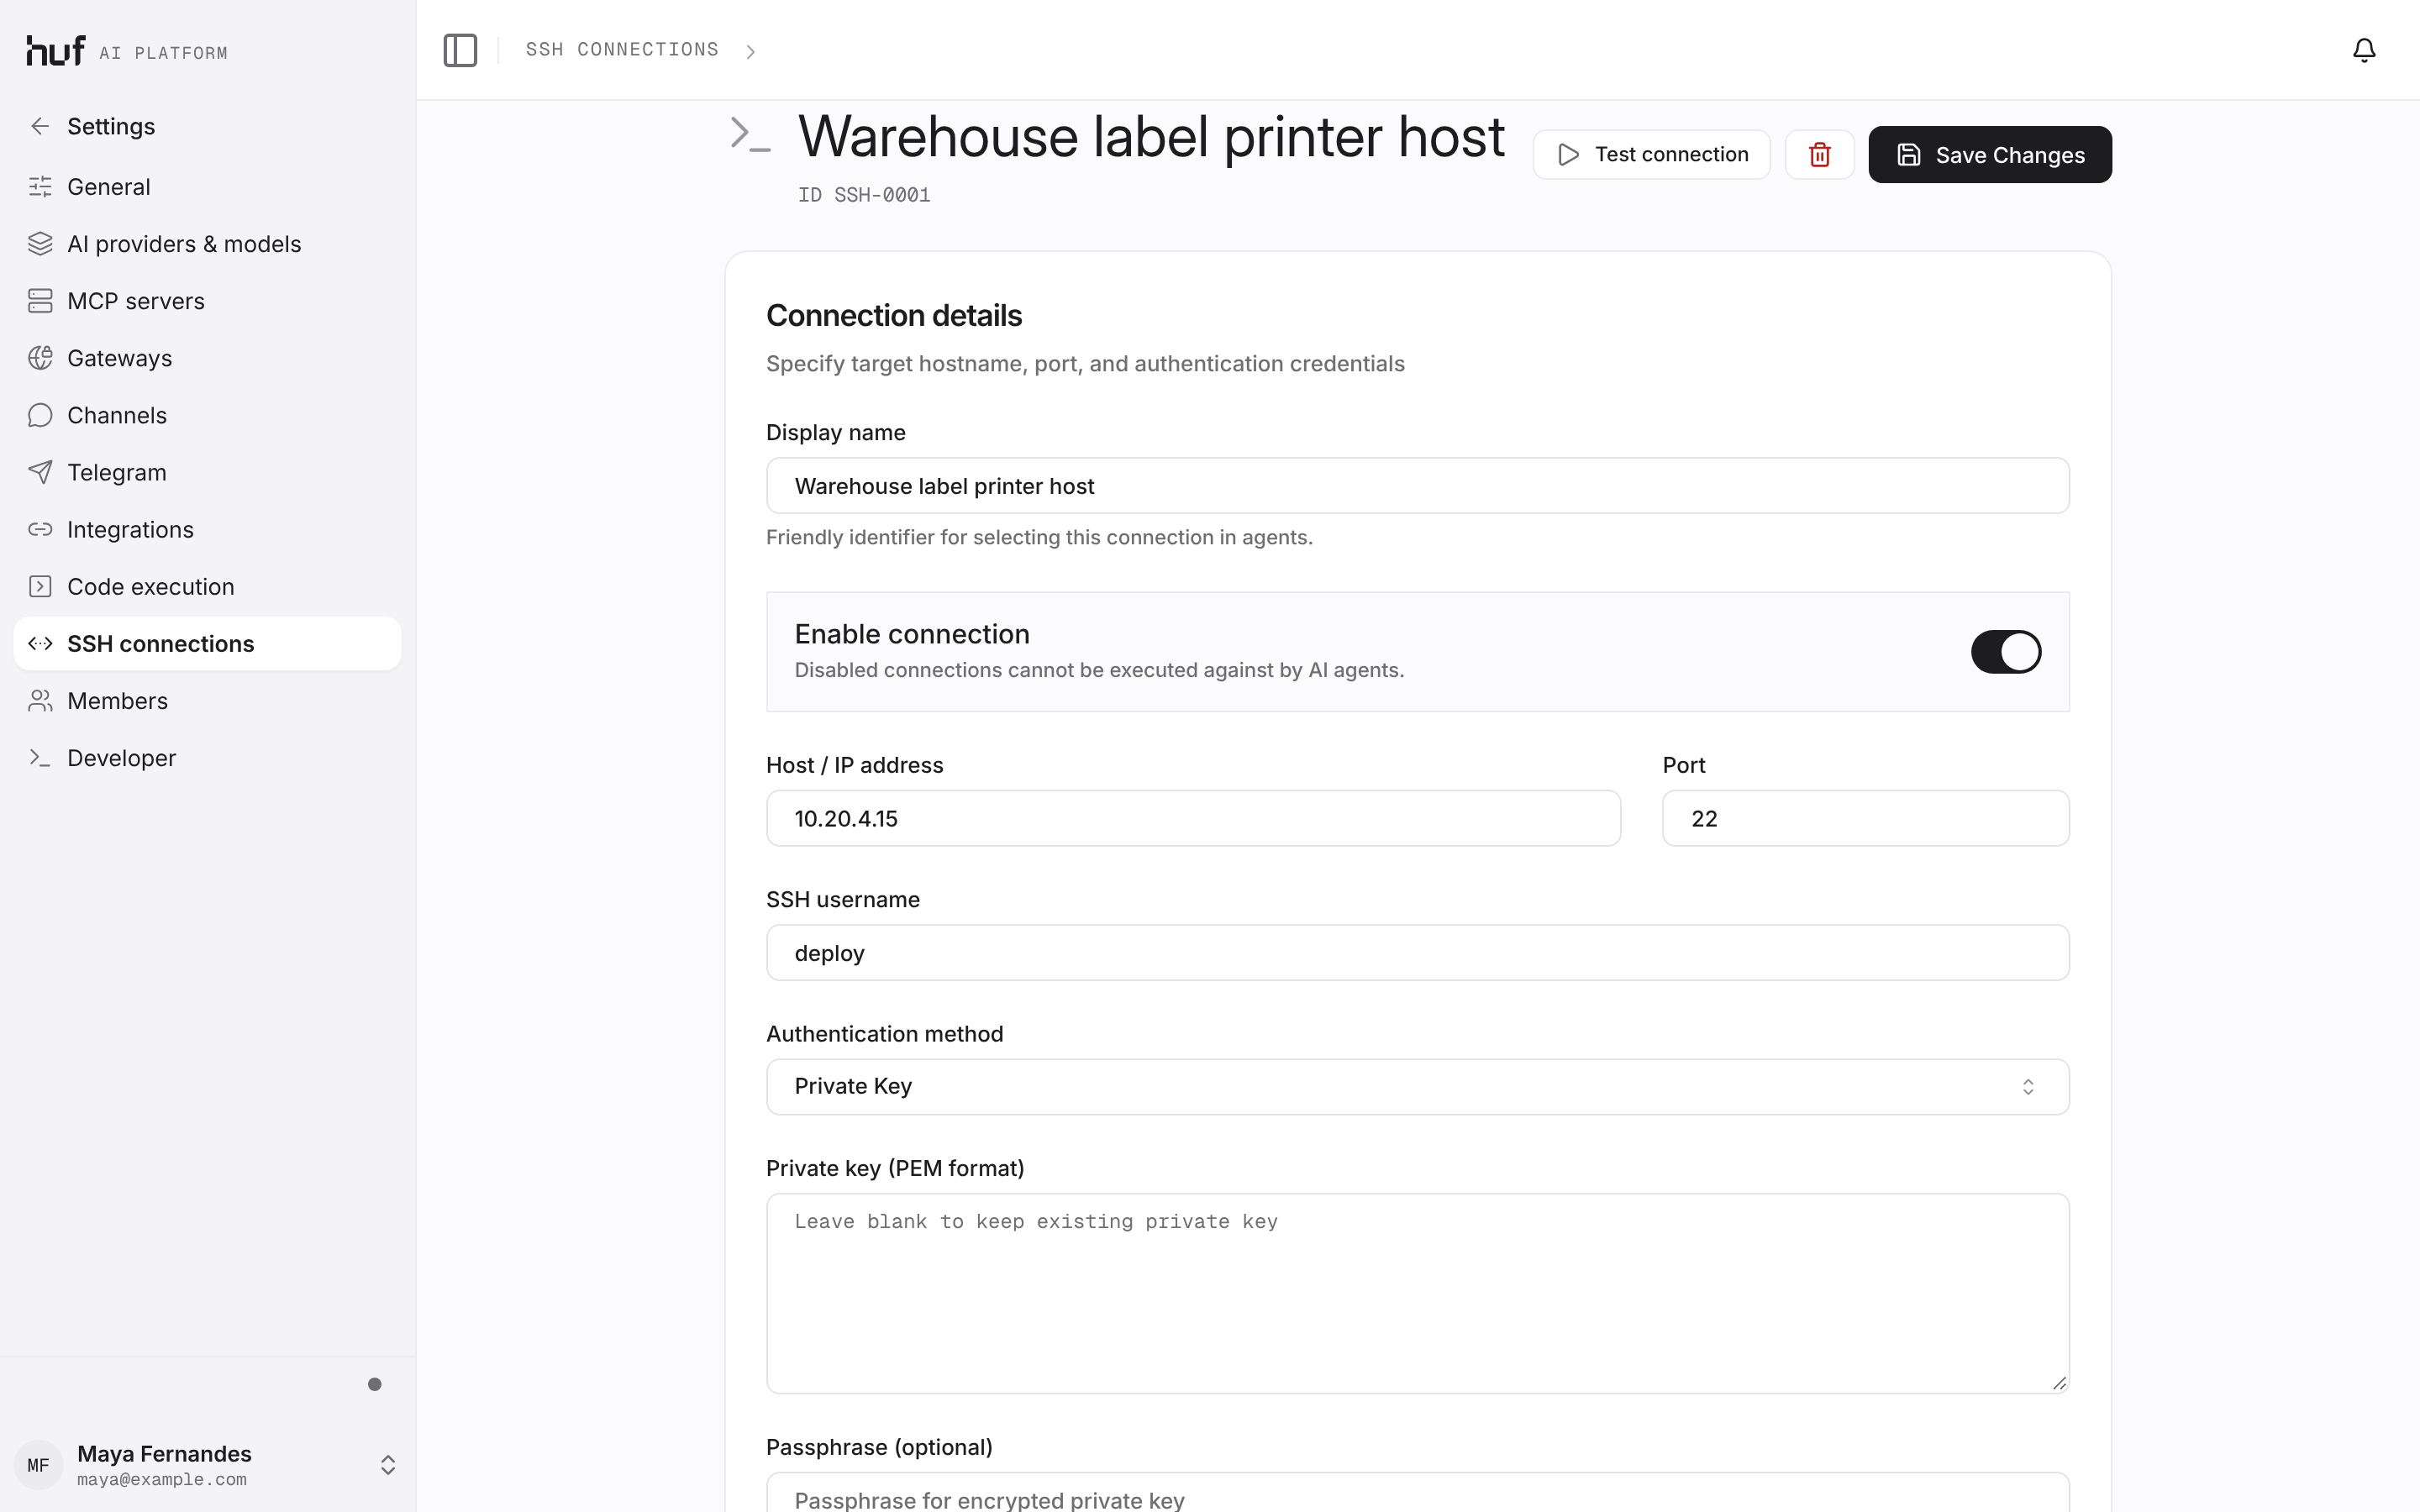 huf AI PLATFORM
Settings
General
AI providers & models
MCP servers
Gateways
Channels
Telegram
Integrations
Code execution
SSH connections
Members
Developer
MF
Maya Fernandes
maya@example.com
SSH CONNECTIONS
Warehouse label printer host
ID SSH-0001
Test connection
Save Changes
Connection details
Specify target hostname, port, and authentication credentials
Display name
Warehouse label printer host
Friendly identifier for selecting this connection in agents.
Enable connection
Disabled connections cannot be executed against by AI agents.
Host / IP address
10.20.4.15
Port
22
SSH username
deploy
Authentication method
Private Key
Private key (PEM format)
Leave blank to keep existing private key
Passphrase (optional)
Passphrase for encrypted private key